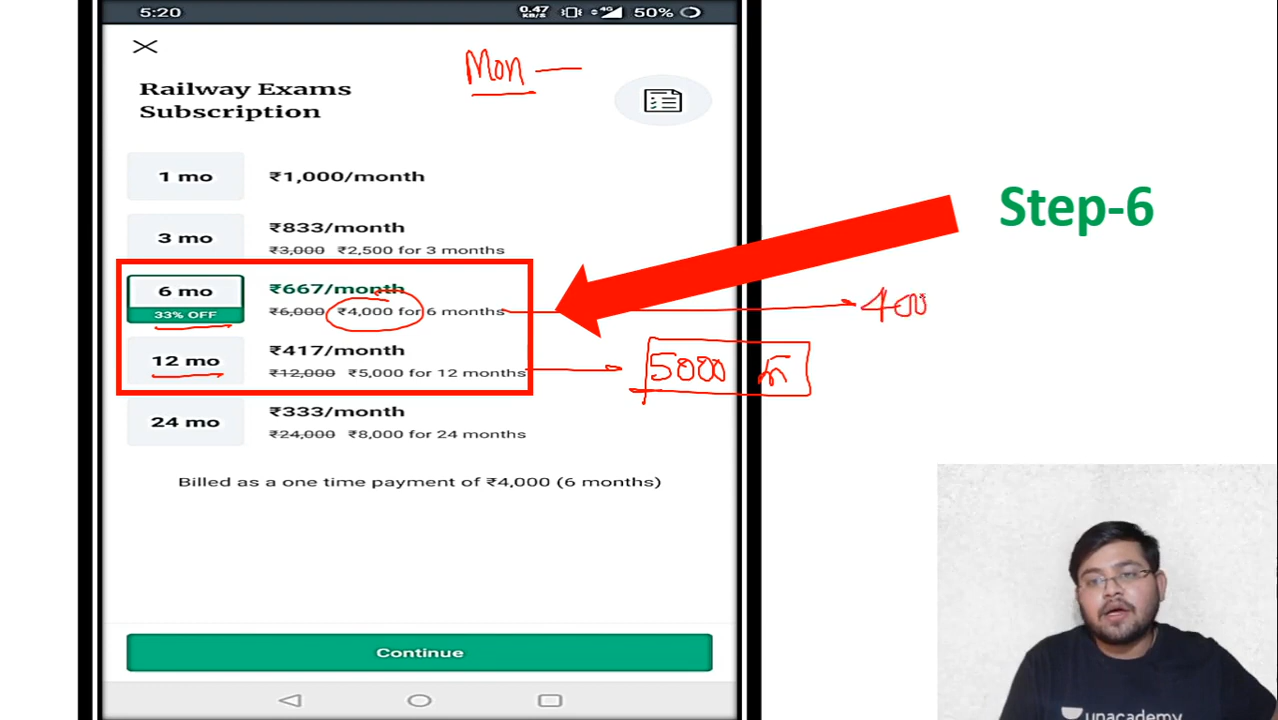 5:20 0.47 KB/S 4G 50%
Mon —
Railway Exams
Subscription
1 mo ₹1,000/month
3 mo ₹833/month
₹3,000 ₹2,500 for 3 months
6 mo ₹667/month
33% OFF ₹6,000 ₹4,000 for 6 months
400
12 mo ₹417/month
₹12,000 ₹5,000 for 12 months
5000 में
24 mo ₹333/month
₹24,000 ₹8,000 for 24 months
Billed as a one time payment of ₹4,000 (6 months)
Continue
Step-6
unacademy